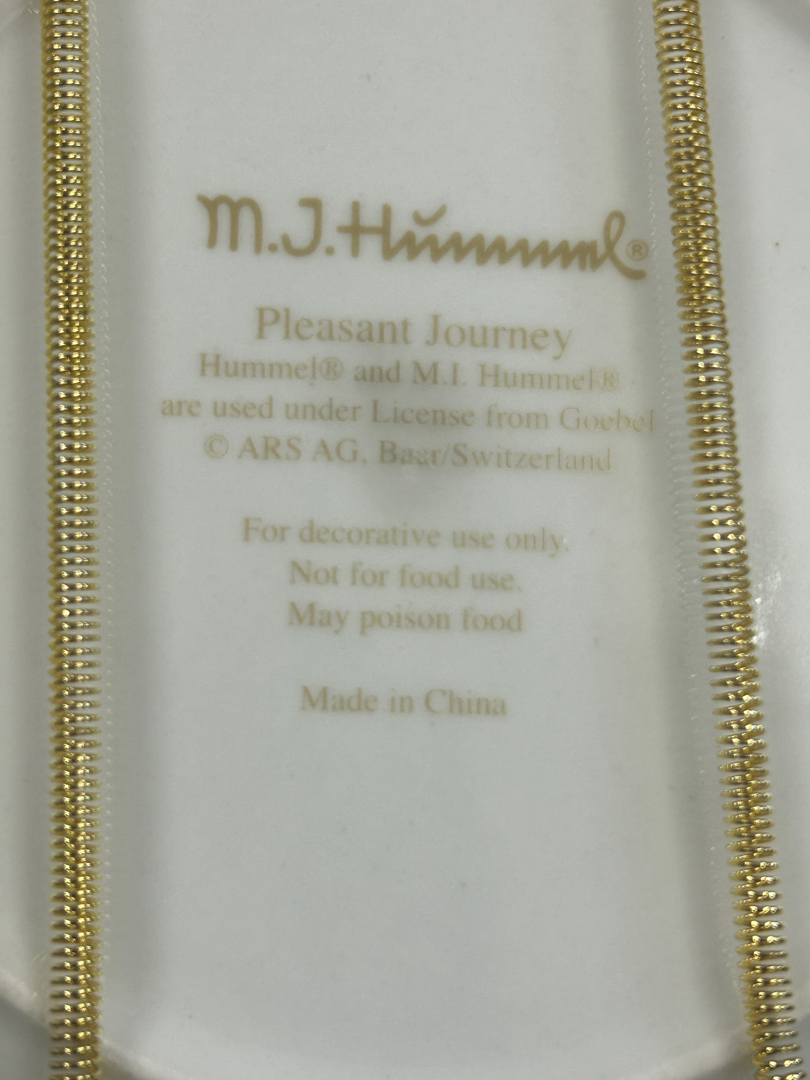 M.J.Hummel®
Pleasant Journey
Hummel® and M.I. Hummel®
are used under License from Goebel
© ARS AG, Baar/Switzerland
For decorative use only.
Not for food use.
May poison food
Made in China